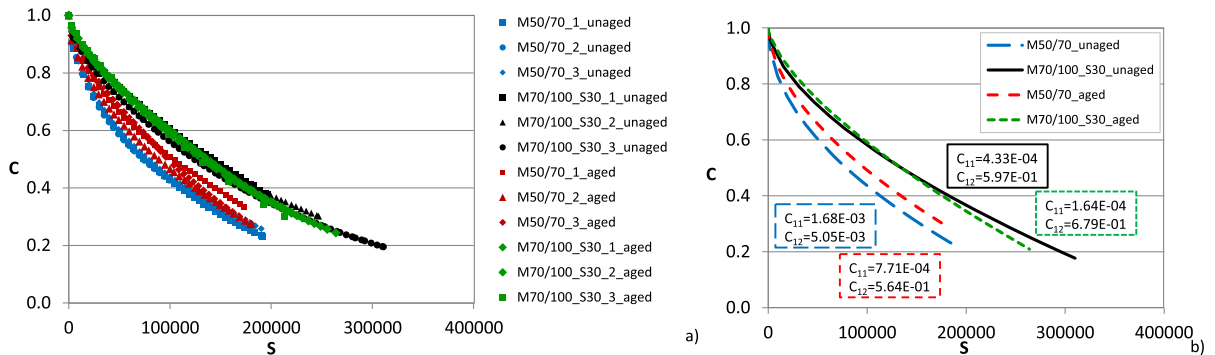 1.0
0.8
0.6
0.4
0.2
0.0
C
0
100000
200000
300000
400000
S
M50/70_1_unaged
M50/70_2_unaged
M50/70_3_unaged
M70/100_S30_1_unaged
M70/100_S30_2_unaged
M70/100_S30_3_unaged
M50/70_1_aged
M50/70_2_aged
M50/70_3_aged
M70/100_S30_1_aged
M70/100_S30_2_aged
M70/100_S30_3_aged
a)
1.0
0.8
0.6
0.4
0.2
0.0
C
0
100000
200000
300000
400000
S
M50/70_unaged
M70/100_S30_unaged
M50/70_aged
M70/100_S30_aged
C11=4.33E-04
C12=5.97E-01
C11=1.64E-04
C12=6.79E-01
C11=1.68E-03
C12=5.05E-03
C11=7.71E-04
C12=5.64E-01
b)